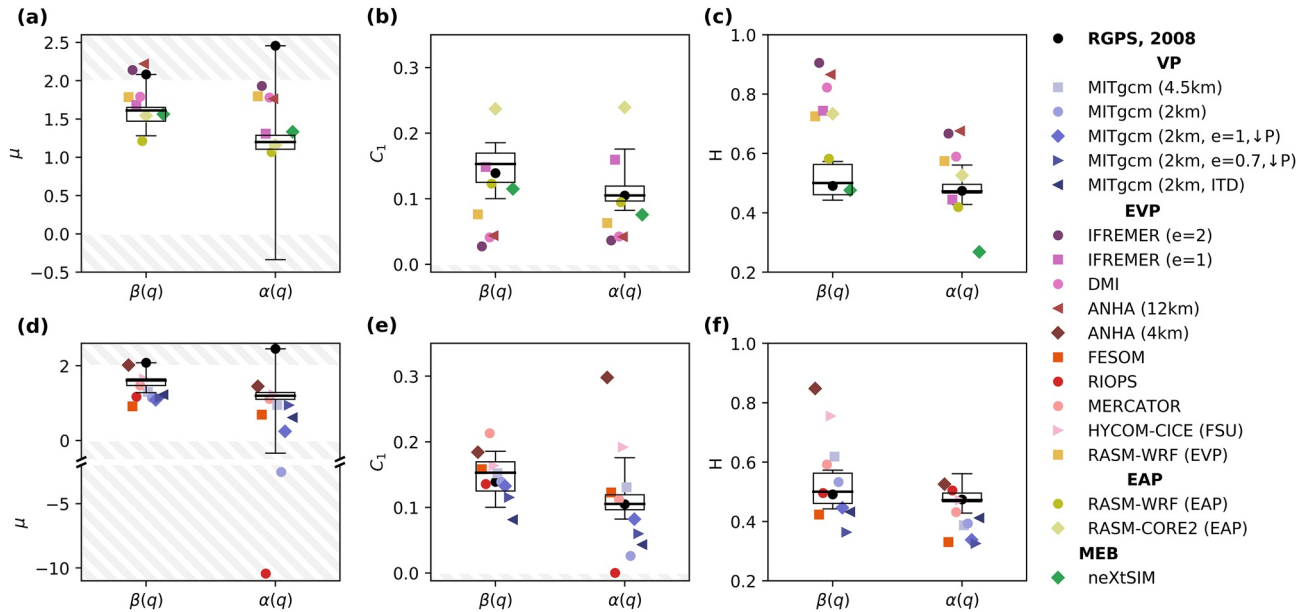 (a)
μ
2.5
2.0
1.5
1.0
0.5
0.0
−0.5
β(q)
α(q)
(b)
C1
0.3
0.2
0.1
0.0
β(q)
α(q)
(c)
H
1.0
0.8
0.6
0.4
0.2
β(q)
α(q)
RGPS, 2008
VP
MITgcm (4.5km)
MITgcm (2km)
MITgcm (2km, e=1,↓P)
MITgcm (2km, e=0.7,↓P)
MITgcm (2km, ITD)
EVP
IFREMER (e=2)
IFREMER (e=1)
DMI
ANHA (12km)
ANHA (4km)
FESOM
RIOPS
MERCATOR
HYCOM-CICE (FSU)
RASM-WRF (EVP)
EAP
RASM-WRF (EAP)
RASM-CORE2 (EAP)
MEB
neXtSIM
(d)
μ
2
0
−5
−10
β(q)
α(q)
(e)
C1
0.3
0.2
0.1
0.0
β(q)
α(q)
(f)
H
1.0
0.8
0.6
0.4
0.2
β(q)
α(q)